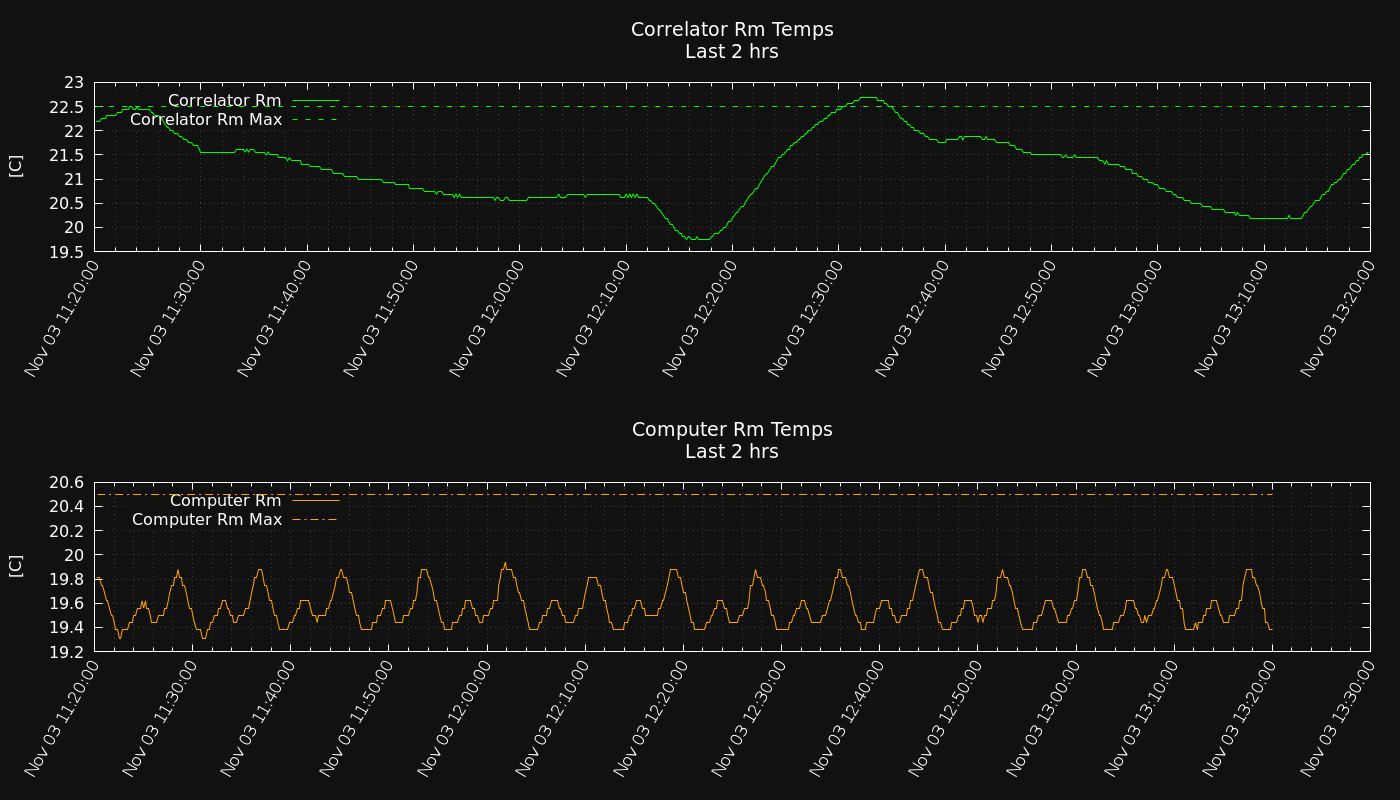 Correlator Rm Temps
Last 2 hrs
23
22.5
22
21.5
21
20.5
20
19.5
[C]
Correlator Rm
Correlator Rm Max
Nov 03 11:20:00
Nov 03 11:30:00
Nov 03 11:40:00
Nov 03 11:50:00
Nov 03 12:00:00
Nov 03 12:10:00
Nov 03 12:20:00
Nov 03 12:30:00
Nov 03 12:40:00
Nov 03 12:50:00
Nov 03 13:00:00
Nov 03 13:10:00
Nov 03 13:20:00
Computer Rm Temps
Last 2 hrs
20.6
20.4
20.2
20
19.8
19.6
19.4
19.2
[C]
Computer Rm
Computer Rm Max
Nov 03 11:20:00
Nov 03 11:30:00
Nov 03 11:40:00
Nov 03 11:50:00
Nov 03 12:00:00
Nov 03 12:10:00
Nov 03 12:20:00
Nov 03 12:30:00
Nov 03 12:40:00
Nov 03 12:50:00
Nov 03 13:00:00
Nov 03 13:10:00
Nov 03 13:20:00
Nov 03 13:30:00